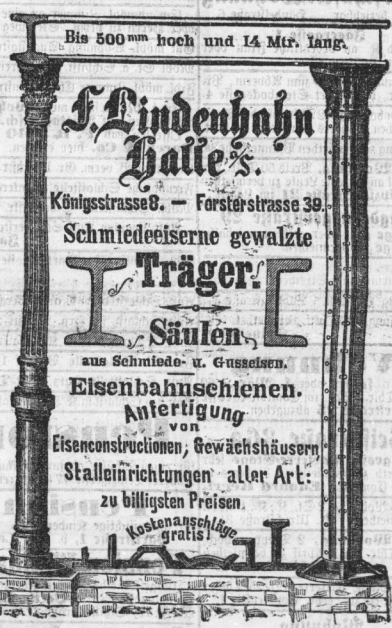 Bis 500mm hoch und 14 Mtr. lang.
F. Lindenhahn
Halle a/S.
Königsstrasse 8. — Forsterstrasse 39.
Schmiedeeiserne gewalzte
Träger.
Säulen
aus Schmiede- u. Gusseisen.
Eisenbahnschienen.
Anfertigung
von
Eisenconstructionen, Gewächshäusern
Stalleinrichtungen aller Art:
zu billigsten Preisen
Kostenanschläge
gratis!